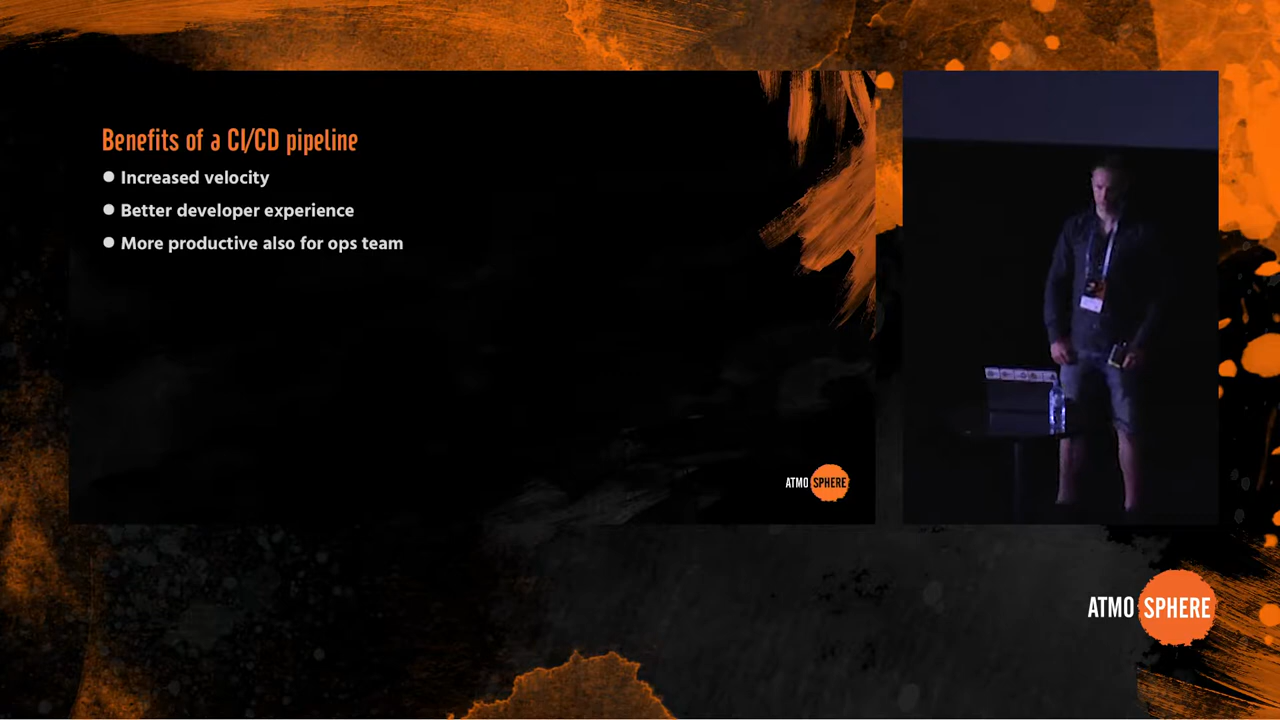 Benefits of a CI/CD pipeline
● Increased velocity
● Better developer experience
● More productive also for ops team
ATMO SPHERE
ATMO SPHERE